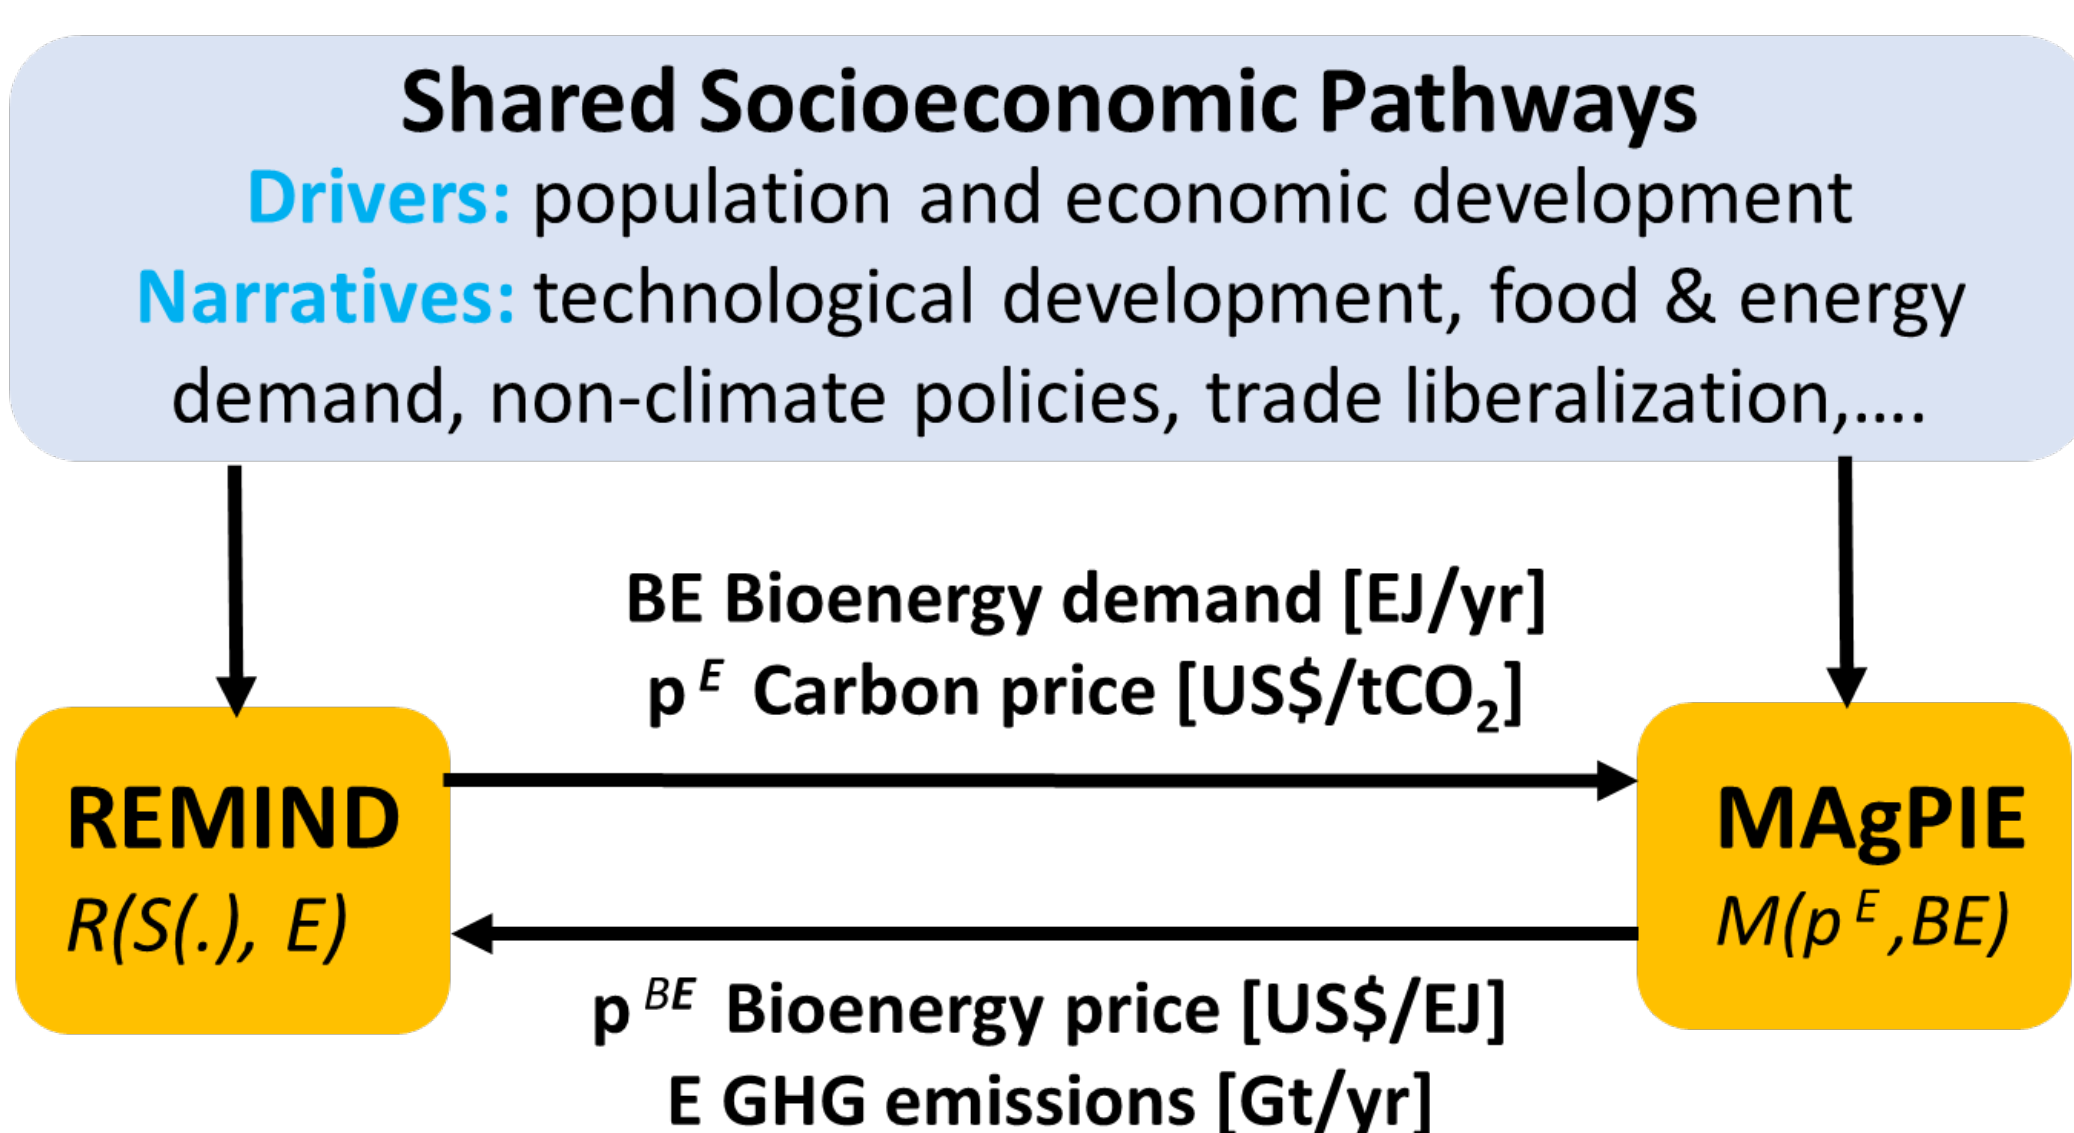 Shared Socioeconomic Pathways
Drivers: population and economic development
Narratives: technological development, food & energy
demand, non-climate policies, trade liberalization,....
BE Bioenergy demand [EJ/yr]
p E Carbon price [US$/tCO₂]
REMIND
R(S(.), E)
MAgPIE
M(p E ,BE)
p BE Bioenergy price [US$/EJ]
E GHG emissions [Gt/yr]